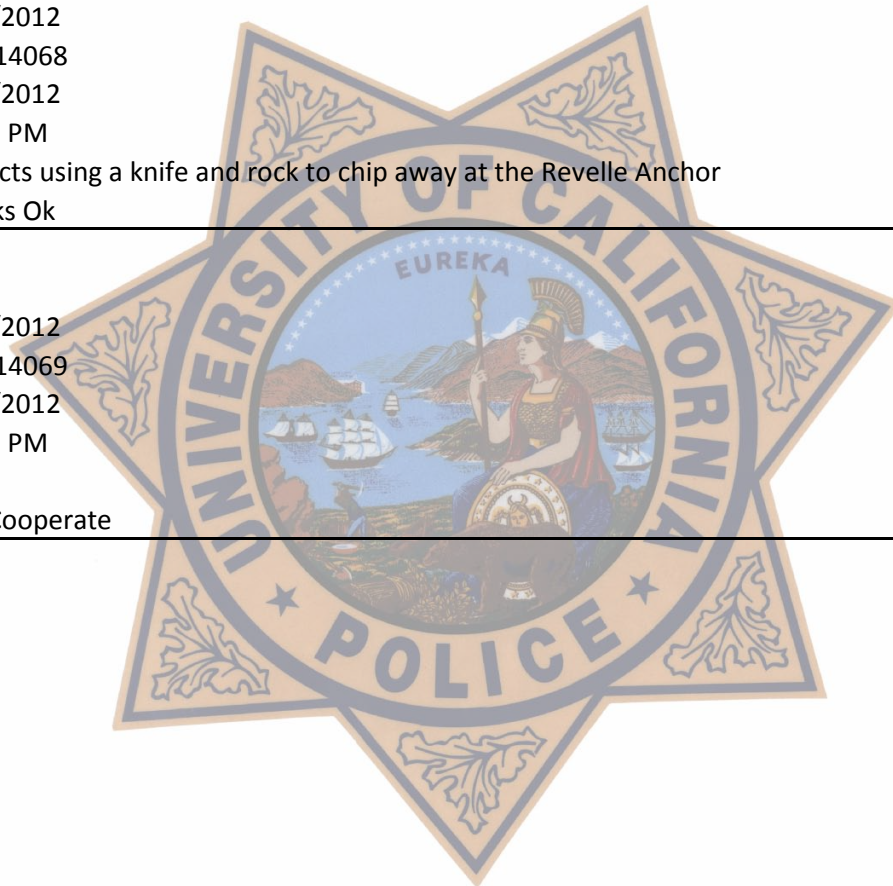 /2012
14068
/2012
PM
cts using a knife and rock to chip away at the Revelle Anchor
ks Ok
/2012
14069
/2012
PM
Cooperate
EUREKA
UNIVERSITY OF CALIFORNIA
POLICE